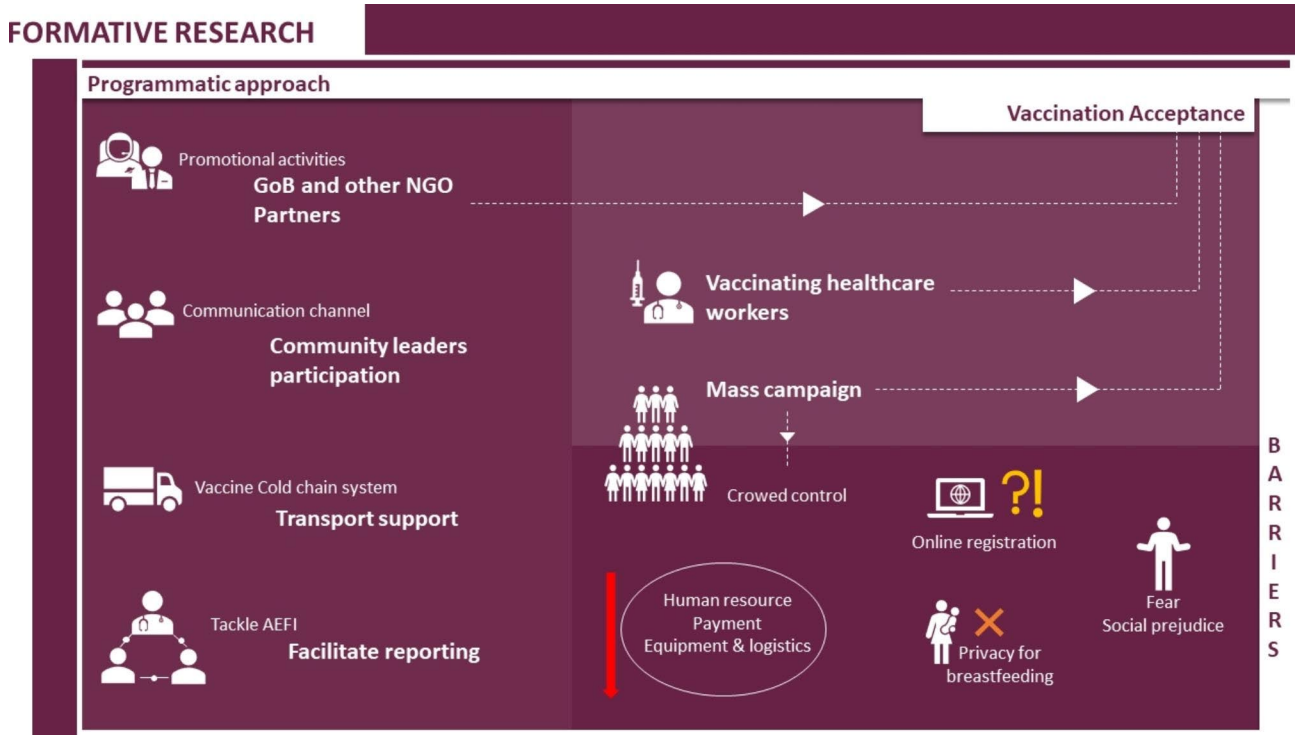 FORMATIVE RESEARCH
Programmatic approach
Vaccination Acceptance
Promotional activities
GoB and other NGO
Partners
Communication channel
Community leaders
participation
Vaccine Cold chain system
Transport support
Tackle AEFI
Facilitate reporting
Vaccinating healthcare
workers
Mass campaign
Crowed control
Human resource
Payment
Equipment & logistics
?!
Online registration
Privacy for
breastfeeding
Fear
Social prejudice
BARRIERS